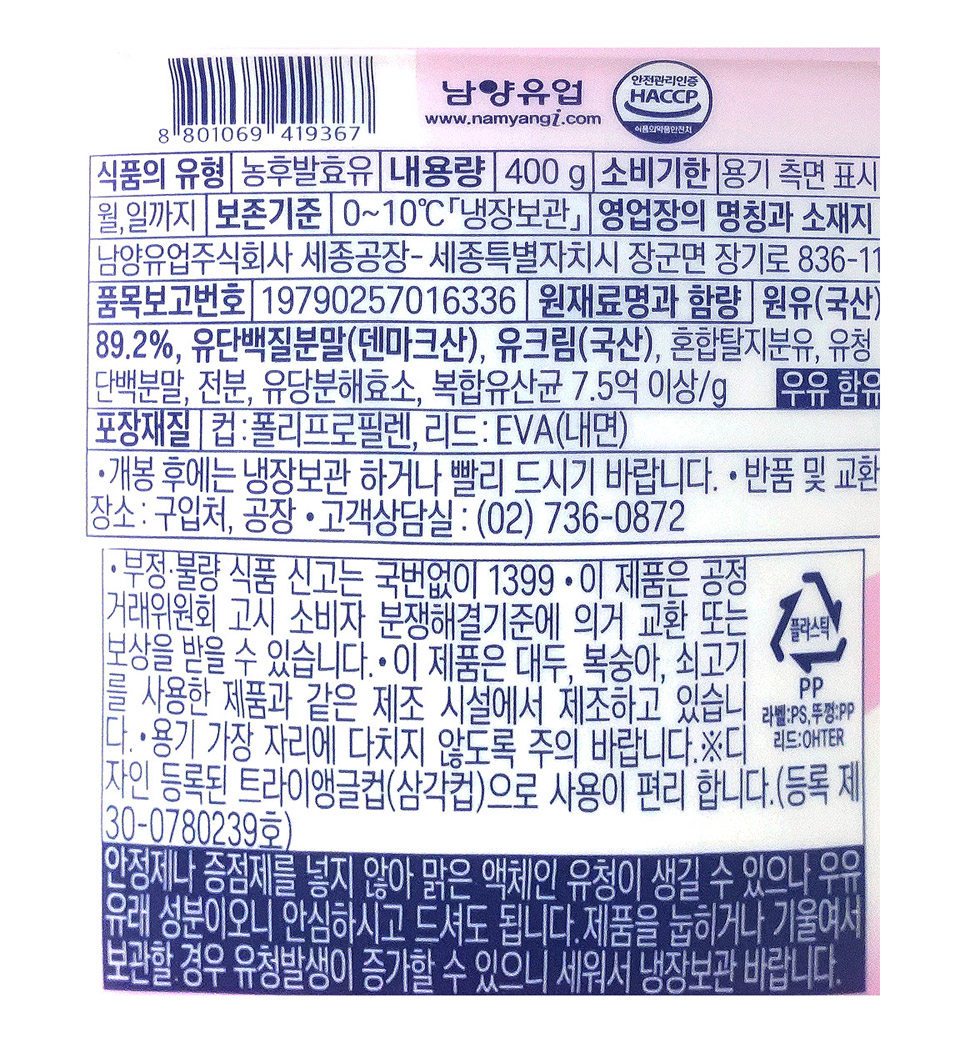 남양유업
www.namyangi.com
안전관리인증
HACCP
식품의약품안전처
8 801069 419367
식품의 유형 농후발효유 내용량 400 g 소비기한 용기 측면 표시
월,일까지 보존기준 0~10℃「냉장보관」 영업장의 명칭과 소재지
남양유업주식회사 세종공장-세종특별자치시 장군면 장기로 836-11
품목보고번호 19790257016336 원재료명과 함량 원유(국산)
89.2%, 유단백질분말(덴마크산), 유크림(국산), 혼합탈지분유, 유청
단백분말, 전분, 유당분해효소, 복합유산균 7.5억 이상/g 우유 함유
포장재질 컵:폴리프로필렌, 리드:EVA(내면)
•개봉 후에는 냉장보관 하거나 빨리 드시기 바랍니다. •반품 및 교환
장소 : 구입처, 공장 •고객상담실 : (02) 736-0872
•부정·불량 식품 신고는 국번없이 1399 •이 제품은 공정
거래위원회 고시 소비자 분쟁해결기준에 의거 교환 또는
보상을 받을 수 있습니다.•이 제품은 대두, 복숭아, 쇠고기
를 사용한 제품과 같은 제조 시설에서 제조하고 있습니
다.•용기 가장 자리에 다치지 않도록 주의 바랍니다.※디
자인 등록된 트라이앵글컵(삼각컵)으로 사용이 편리 합니다.(등록 제
30-0780239호)
플라스틱
PP
라벨:PS,뚜껑:PP
리드:OHTER
안정제나 증점제를 넣지 않아 맑은 액체인 유청이 생길 수 있으나 우유
유래 성분이오니 안심하시고 드셔도 됩니다.제품을 눕히거나 기울여서
보관할.경우 유청발생이 증가할 수 있으니 세워서 냉장보관 바랍니다.